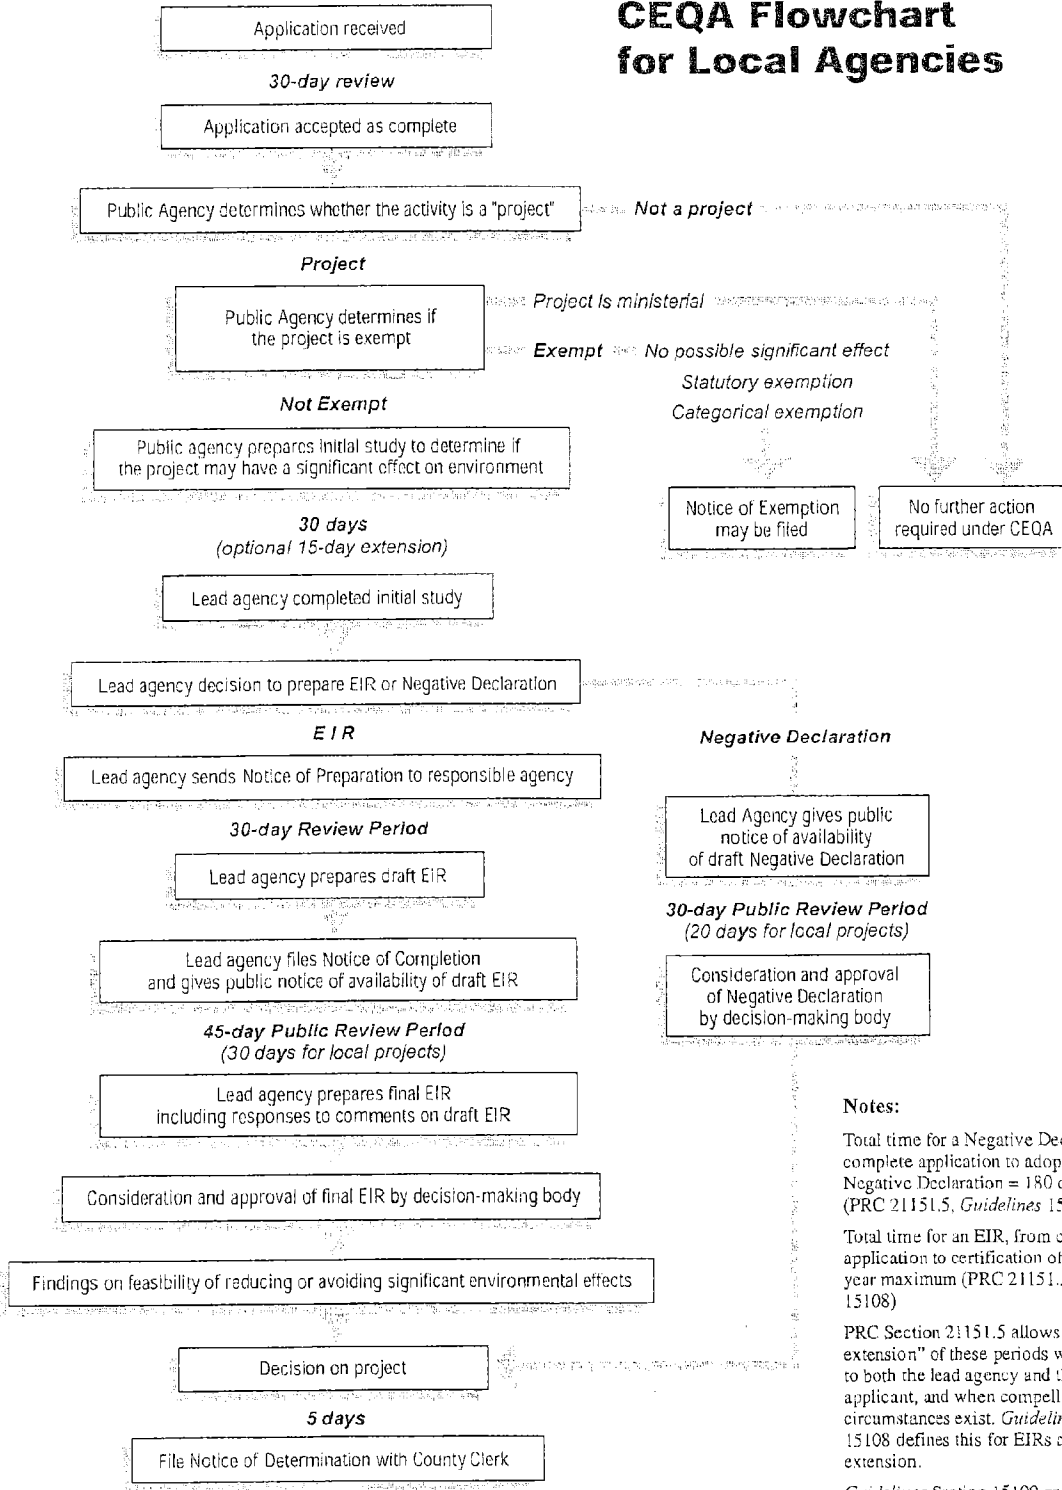 CEQA Flowchart
for Local Agencies
Application received
30-day review
Application accepted as complete
Public Agency determines whether the activity is a "project"
Not a project
Project
Public Agency determines if
the project is exempt
Project is ministerial
Exempt
No possible significant effect
Statutory exemption
Categorical exemption
Not Exempt
Public agency prepares initial study to determine if
the project may have a significant effect on environment
Notice of Exemption
may be filed
No further action
required under CEQA
30 days
(optional 15-day extension)
Lead agency completed initial study
Lead agency decision to prepare EIR or Negative Declaration
EIR
Negative Declaration
Lead agency sends Notice of Preparation to responsible agency
30-day Review Period
Lead agency prepares draft EIR
Lead agency files Notice of Completion
and gives public notice of availability of draft EIR
45-day Public Review Period
(30 days for local projects)
Lead agency prepares final EIR
including responses to comments on draft EIR
Consideration and approval of final EIR by decision-making body
Findings on feasibility of reducing or avoiding significant environmental effects
Lead Agency gives public
notice of availability
of draft Negative Declaration
30-day Public Review Period
(20 days for local projects)
Consideration and approval
of Negative Declaration
by decision-making body
Decision on project
5 days
File Notice of Determination with County Clerk
Notes:
Total time for a Negative
complete application to
Negative Declaration = 180
(PRC 21151.5, Guidelines
Total time for an EIR, from
application to certification of
year maximum (PRC 21151.
15108)
PRC Section 21151.5 allows
extension" of these periods
to both the lead agency and
applicant, and when
circumstances exist.
15108 defines this for EIRs
extension.
Section 15109